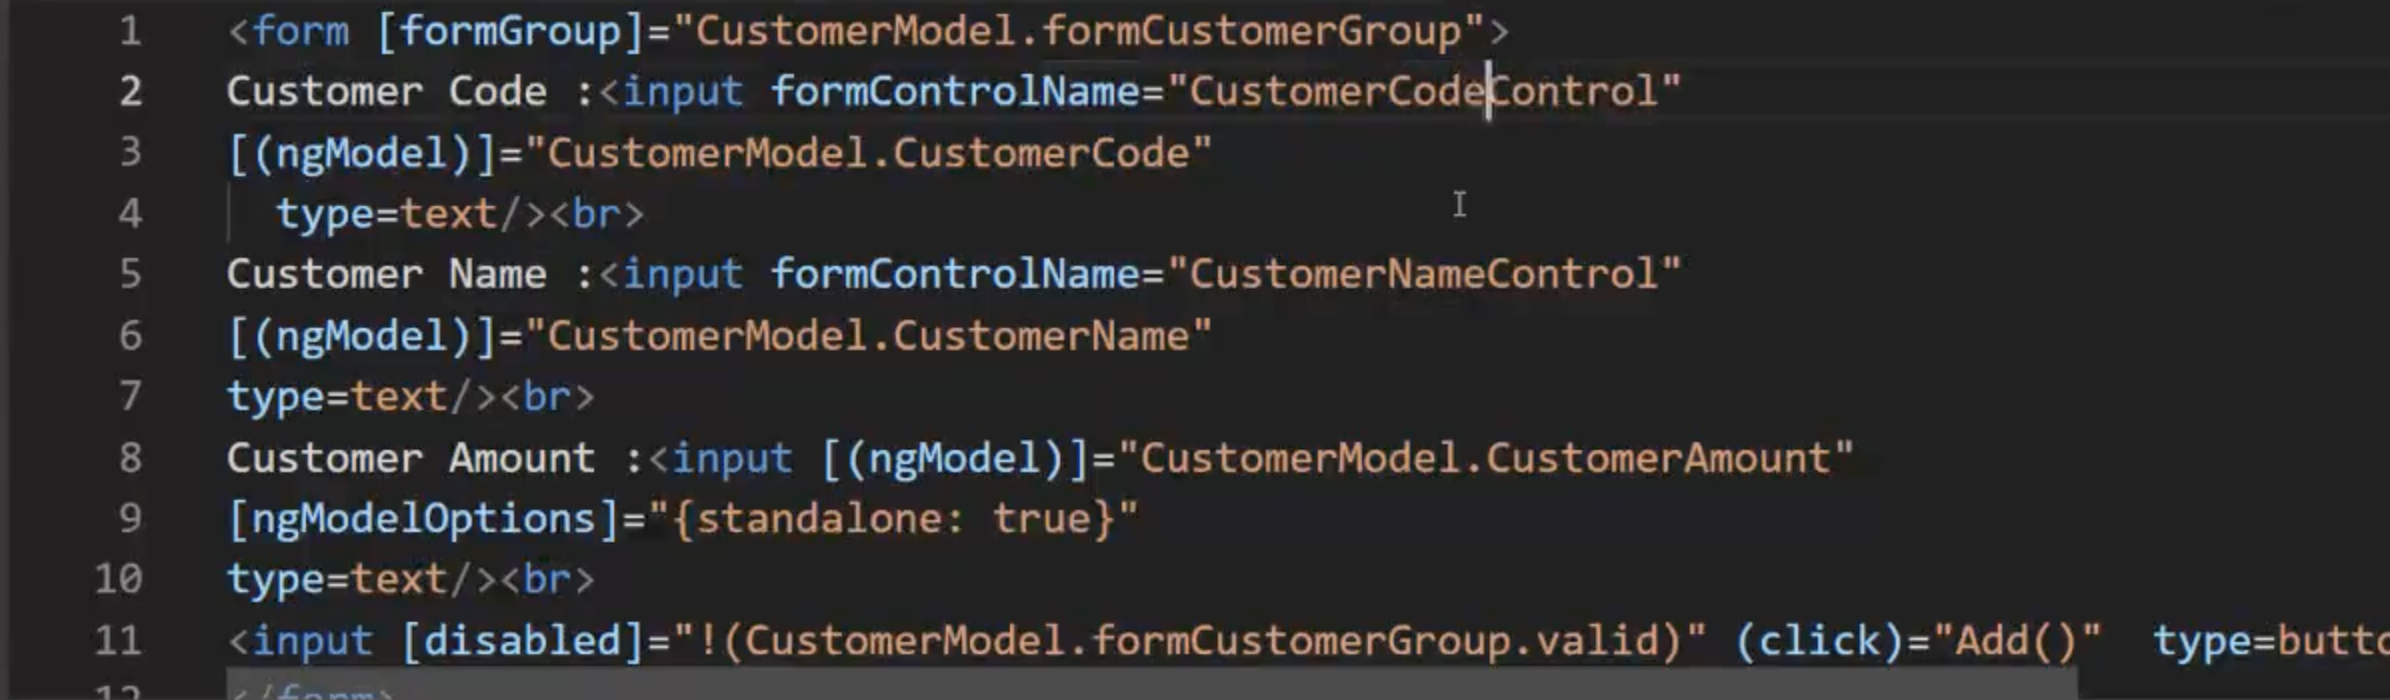 1 <form [formGroup]="CustomerModel.formCustomerGroup">
2 Customer Code :<input formControlName="CustomerCodeControl"
3 [(ngModel)]="CustomerModel.CustomerCode"
4 type=text/><br>
5 Customer Name :<input formControlName="CustomerNameControl"
6 [(ngModel)]="CustomerModel.CustomerName"
7 type=text/><br>
8 Customer Amount :<input [(ngModel)]="CustomerModel.CustomerAmount"
9 [ngModelOptions]="{standalone: true}"
10 type=text/><br>
11 <input [disabled]="!(CustomerModel.formCustomerGroup.valid)" (click)="Add()" type=butto
12 </form>